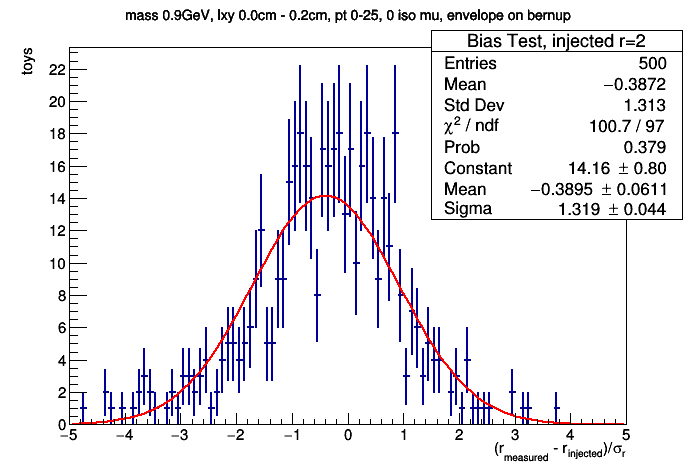 mass 0.9GeV, lxy 0.0cm - 0.2cm, pt 0-25, 0 iso mu, envelope on bernup
Bias Test, injected r=2
Entries 500
Mean −0.3872
Std Dev 1.313
χ² / ndf 100.7 / 97
Prob 0.379
Constant 14.16 ± 0.80
Mean −0.3895 ± 0.0611
Sigma 1.319 ± 0.044
toys
22
20
18
16
14
12
10
8
6
4
2
0
−5 −4 −3 −2 −1 0 1 2 3 4 5
(r_measured - r_injected)/σ_r